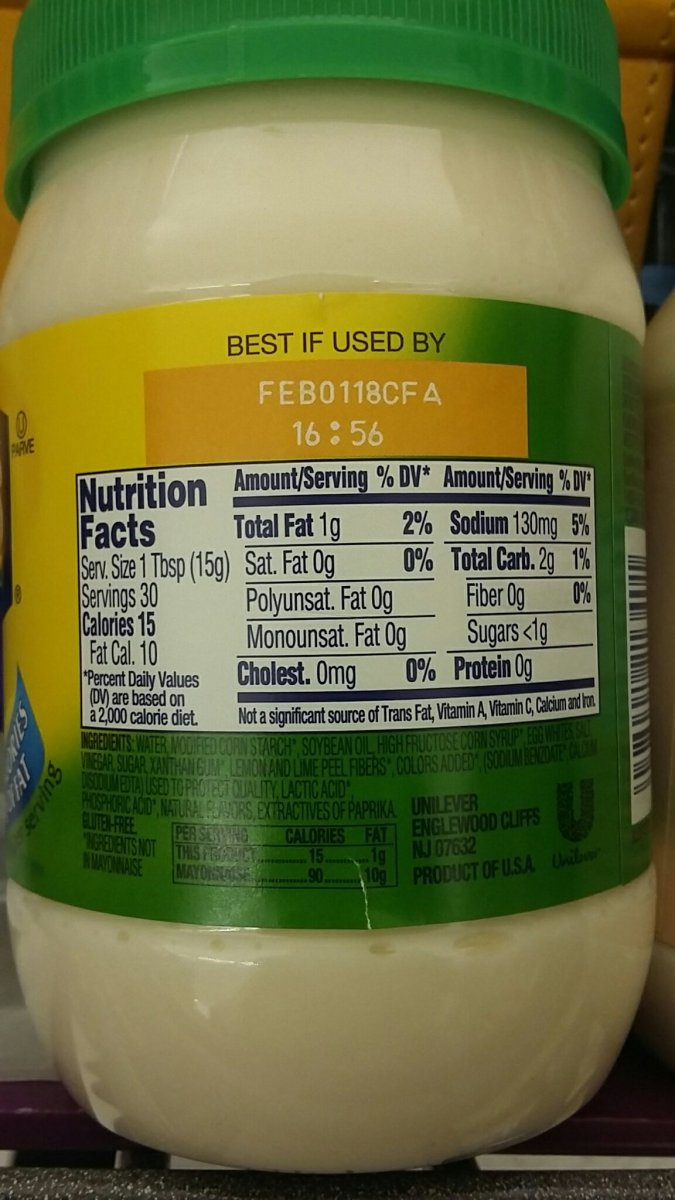 BEST IF USED BY
FEB0118CFA
16:56
U
PARVE
Nutrition
Facts
Serv. Size 1 Tbsp (15g)
Servings 30
Calories 15
Fat Cal. 10
*Percent Daily Values
(DV) are based on
a 2,000 calorie diet.
Amount/Serving % DV*
Total Fat 1g 2%
Sat. Fat 0g 0%
Polyunsat. Fat 0g
Monounsat. Fat 0g
Cholest. 0mg 0%
Amount/Serving % DV*
Sodium 130mg 5%
Total Carb. 2g 1%
Fiber 0g 0%
Sugars <1g
Protein 0g
Not a significant source of Trans Fat, Vitamin A, Vitamin C, Calcium and Iron.
INGREDIENTS: WATER, MODIFIED CORN STARCH*, SOYBEAN OIL, HIGH FRUCTOSE CORN SYRUP*, EGG WHITES, SALT,
VINEGAR, SUGAR, XANTHAN GUM*, LEMON AND LIME PEEL FIBERS*, COLORS ADDED*, (SODIUM BENZOATE*, CALCIUM
DISODIUM EDTA) USED TO PROTECT QUALITY, LACTIC ACID*,
PHOSPHORIC ACID*, NATURAL FLAVORS, EXTRACTIVES OF PAPRIKA.
GLUTEN-FREE.
*INGREDIENTS NOT
IN MAYONNAISE
PER SERVING CALORIES FAT
THIS PRODUCT 15 1g
MAYONNAISE 90 10g
UNILEVER
ENGLEWOOD CLIFFS
NJ 07632
PRODUCT OF U.S.A.
Unilever
FAT
serving